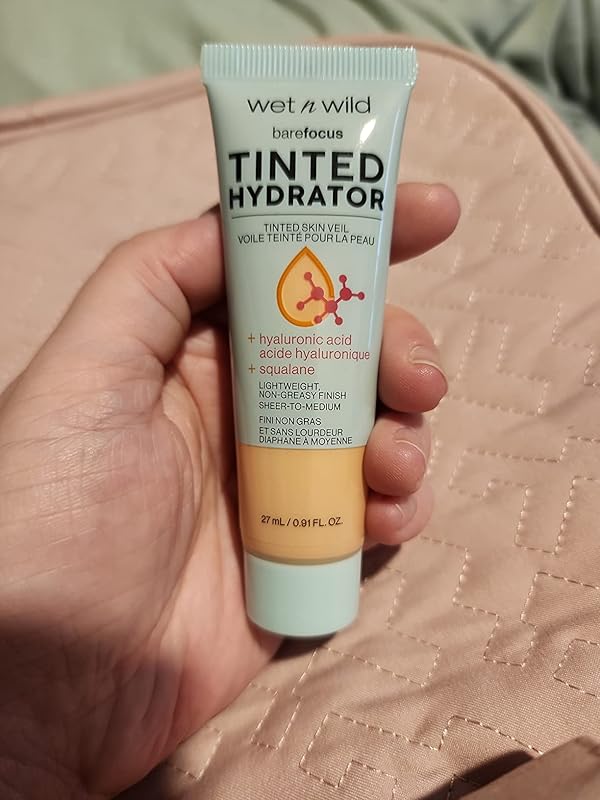 wet n wild
barefocus
TINTED
HYDRATOR
TINTED SKIN VEIL
VOILE TEINTÉ POUR LA PEAU
+ hyaluronic acid
acide hyaluronique
+ squalane
LIGHTWEIGHT,
NON-GREASY FINISH
SHEER-TO-MEDIUM
FINI NON GRAS
ET SANS LOURDEUR
DIAPHANE À MOYENNE
27 mL / 0.91 FL. OZ.